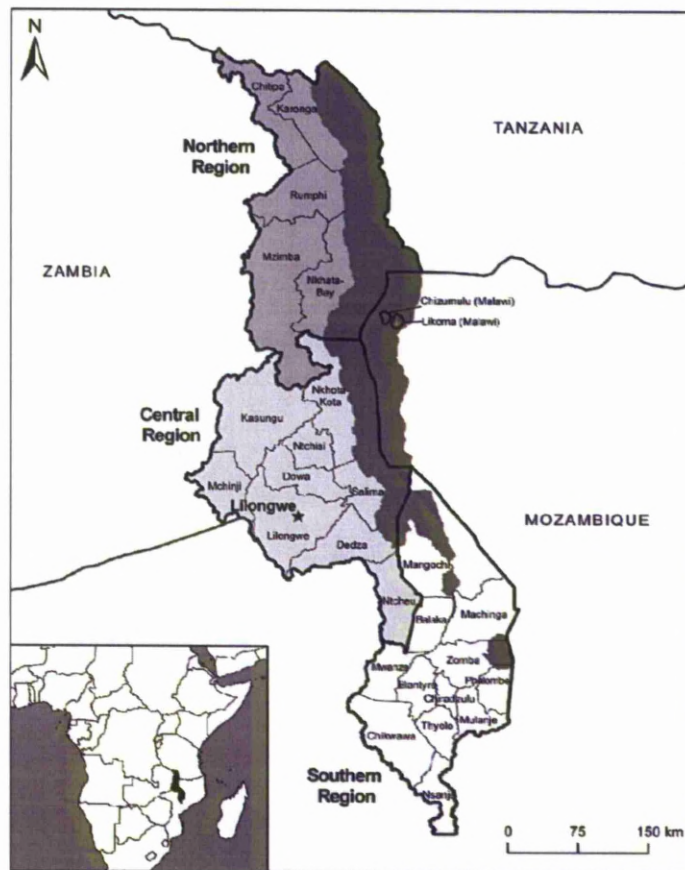 N
Chitipa
Karonga
TANZANIA
Northern
Region
Rumphi
Mzimba
ZAMBIA
Nkhata-
Bay
Chizumulu (Malawi)
Likoma (Malawi)
Nkhota
Kota
Central
Region
Kasungu
Ntchisi
Dowa
Mchinji
Salima
Lilongwe
MOZAMBIQUE
Lilongwe
Dedza
Mangochi
Ntcheu
Balaka
Machinga
Zomba
Mwanza
Phalombe
Blantyre
Chiradzulu
Mulanje
Thyolo
Chikwawa
Southern
Region
Nsanje
0 75 150 km